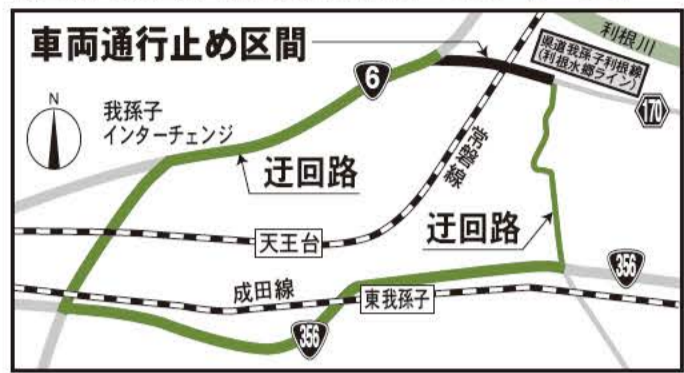 車両通行止め区間
利根川
県道我孫子利根線
(利根水郷ライン)
6
170
N
我孫子
インターチェンジ
迂回路
常磐線
天王台
迂回路
356
成田線
東我孫子
356